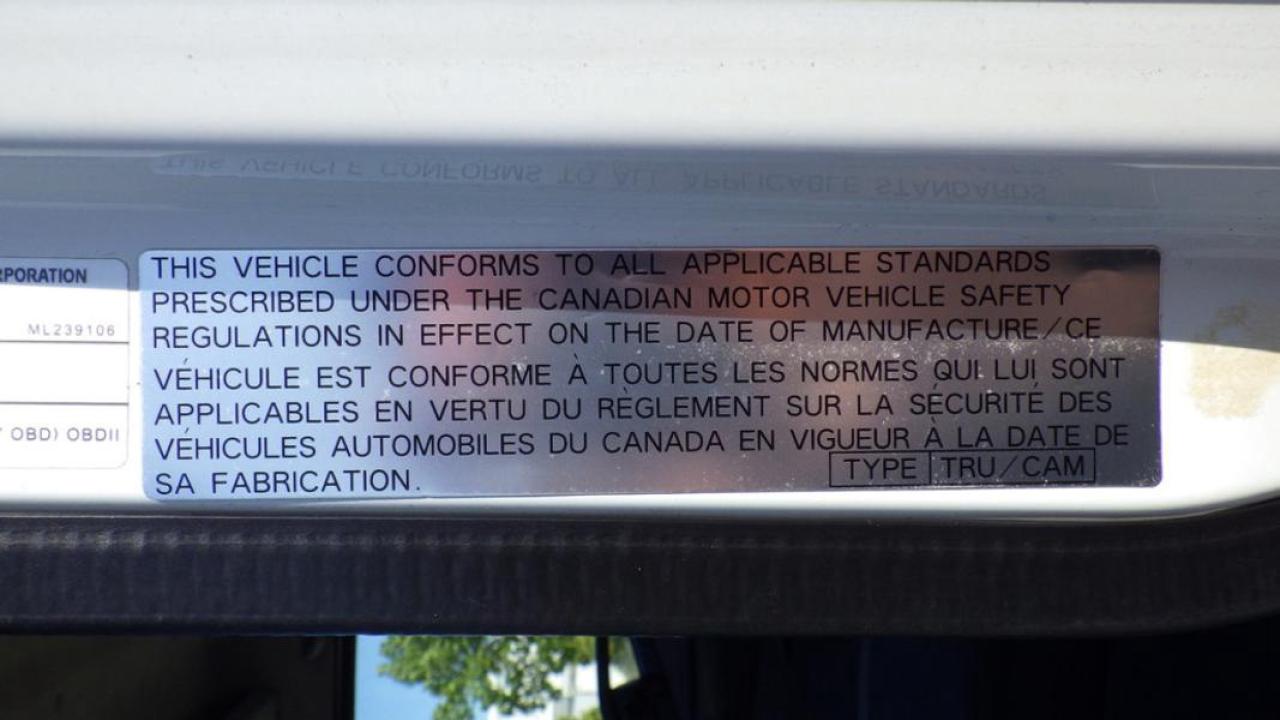 THIS VEHICLE CONFORMS TO ALL APPLICABLE STANDARDS
PRESCRIBED UNDER THE CANADIAN MOTOR VEHICLE SAFETY
REGULATIONS IN EFFECT ON THE DATE OF MANUFACTURE/CE
VÉHICULE EST CONFORME À TOUTES LES NORMES QUI LUI SONT
APPLICABLES EN VERTU DU RÈGLEMENT SUR LA SÉCURITÉ DES
VÉHICULES AUTOMOBILES DU CANADA EN VIGUEUR À LA DATE DE
SA FABRICATION.
TYPE TRU/CAM
RPORATION
ML239106
OBD) OBDII